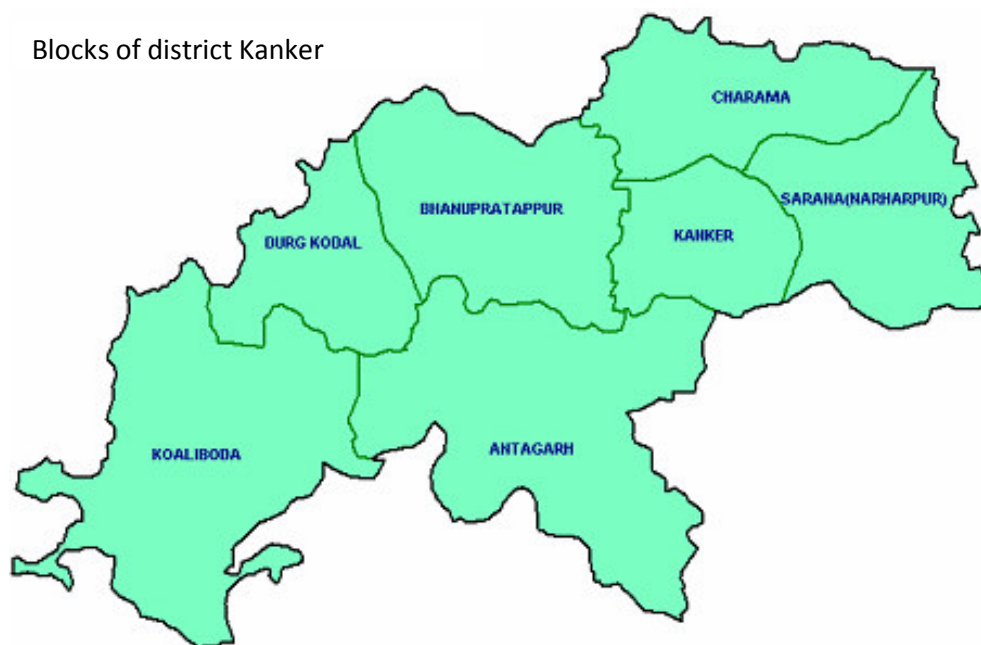 Blocks of district Kanker
CHARAMA
SARANA(NARHARPUR)
BHANUPRATAPPUR
KANKER
DURG KODAL
KOALIBODA
ANTAGARH